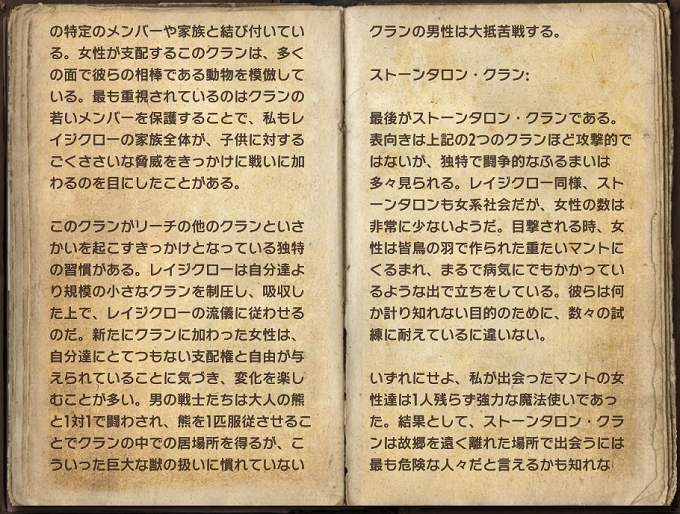 の特定のメンバーや家族と結び付いてい
る。女性が支配するこのクランは、多く
の面で彼らの相棒である動物を模倣して
いる。最も重視されているのはクランの
若いメンバーを保護することで、私もレ
イジクローの家族全体が、子供に対する
ごくささいな脅威をきっかけに戦いに加
わるのを目にしたことがある。
このクランがリーチの他のクランといさ
かいを起こすきっかけとなっている独特
の習慣がある。レイジクローは自分達よ
り規模の小さなクランを制圧し、吸収し
た上で、レイジクローの流儀に従わせる
のだ。新たにクランに加わった女性は、
自分達にとてつもない支配権と自由が与
えられていることに気づき、変化を楽し
むことが多い。男の戦士たちは大人の熊
と1対1で闘わされ、熊を1匹服従させるこ
とでクランの中での居場所を得るが、こ
ういった巨大な獣の扱いに慣れていない
クランの男性は大抵苦戦する。
ストーンタロン・クラン:
最後がストーンタロン・クランである。
表向きは上記の2つのクランほど攻撃的で
はないが、独特で闘争的なふるまいは
多々見られる。レイジクロー同様、スト
ーンタロンも女系社会だが、女性の数は
非常に少ないようだ。目撃される時、女
性は皆鳥の羽で作られた重たいマントに
くるまれ、まるで病気にでもかかってい
るような出で立ちをしている。彼らは何
か計り知れない目的のために、数々の試
練に耐えているに違いない。
いずれにせよ、私が出会ったマントの女
性達は1人残らず強力な魔法使いであっ
た。結果として、ストーンタロン・クラ
ンは故郷を遠く離れた場所で出会うには
最も危険な人々だと言えるかも知れな